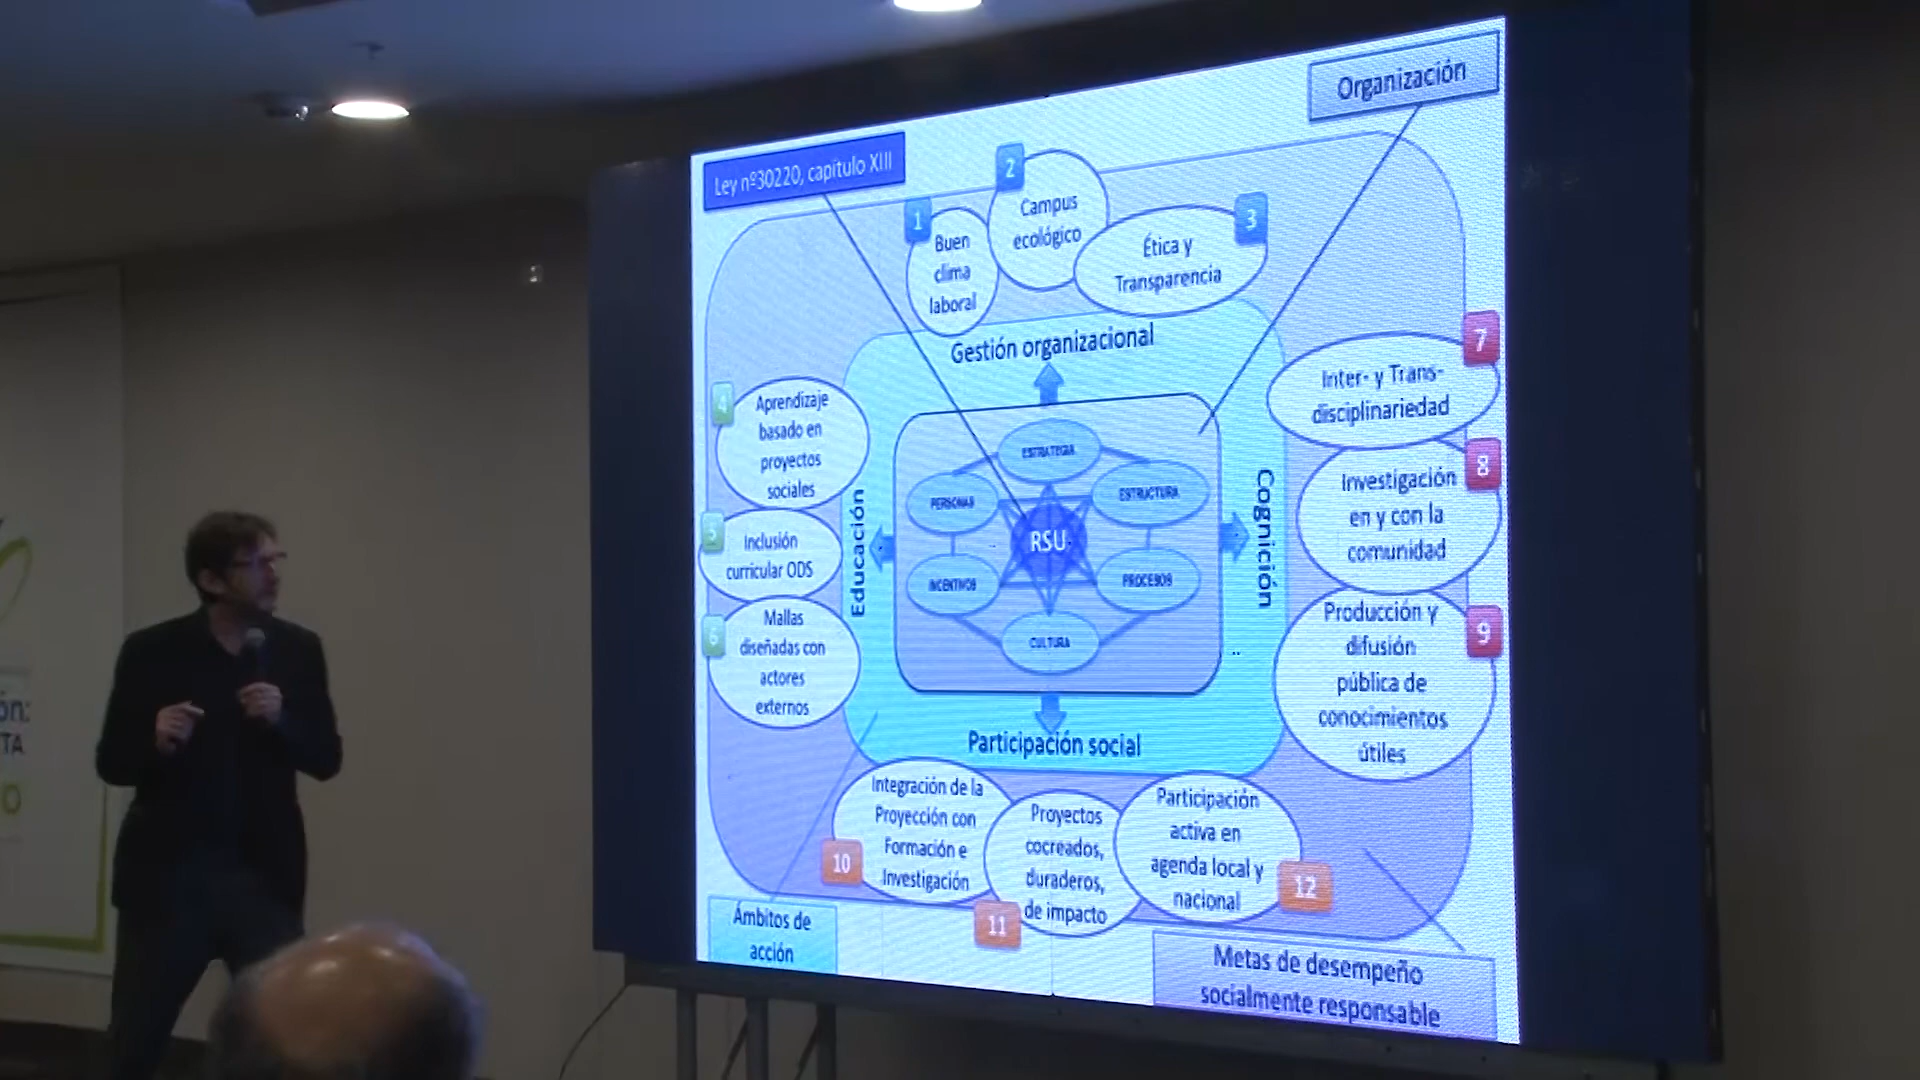 Organización
Ley nº30220, capítulo XIII
1
Buen
clima
laboral
2
Campus
ecológico
3
Ética y
Transparencia
Gestión organizacional
4
Aprendizaje
basado en
proyectos
sociales
5
Inclusión
curricular ODS
6
Mallas
diseñadas con
actores
externos
Educación
ESTRATEGIA
PERSONAS
ESTRUCTURA
RSU
INCENTIVOS
PROCESOS
CULTURA
Cognición
7
Inter- y Trans-
disciplinariedad
8
Investigación
en y con la
comunidad
9
Producción y
difusión
pública de
conocimientos
útiles
Participación social
10
Integración de la
Proyección con
Formación e
Investigación
11
Proyectos
cocreados,
duraderos,
de impacto
12
Participación
activa en
agenda local y
nacional
Ámbitos de
acción
Metas de desempeño
socialmente responsable
ón:
TA
O